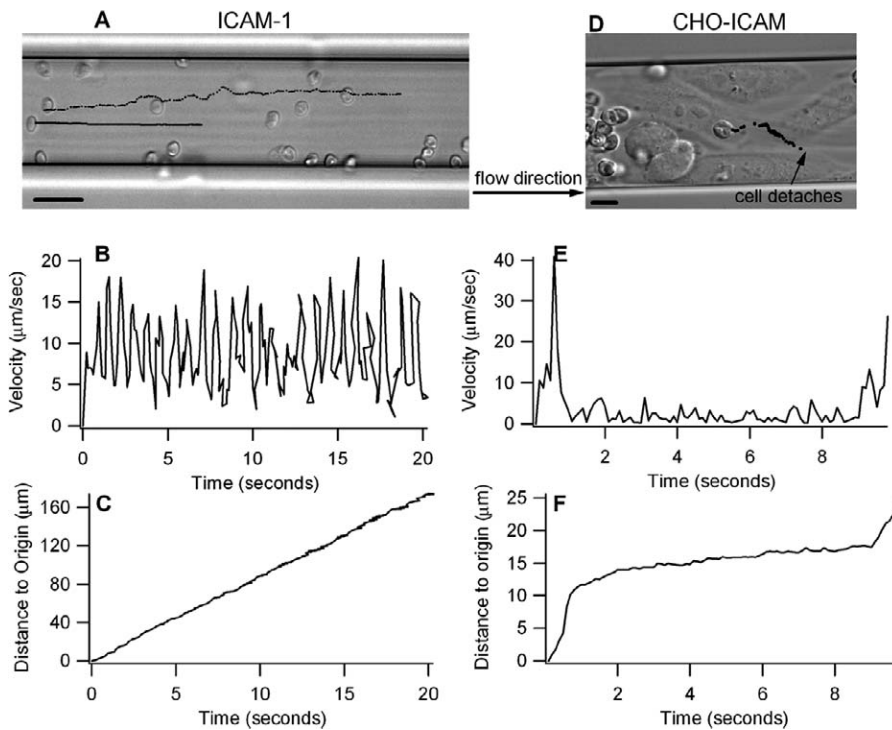 A ICAM-1
D CHO-ICAM
flow direction
cell detaches
B
Velocity (μm/sec)
20
15
10
5
0
0 5 10 15 20
Time (seconds)
E
Velocity (μm/sec)
40
30
20
10
0
2 4 6 8
Time (seconds)
C
Distance to Origin (μm)
160
120
80
40
0
0 5 10 15 20
Time (seconds)
F
Distance to origin (μm)
25
20
15
10
5
0
2 4 6 8
Time (seconds)